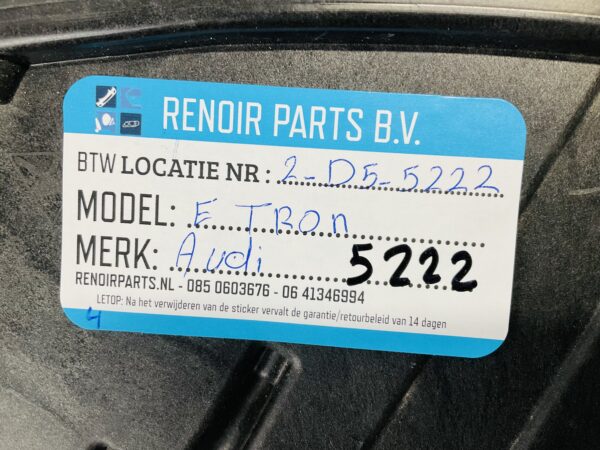 RENOIR PARTS B.V.
BTW LOCATIE NR : 2-D5-5222
MODEL: E TRON
MERK: Audi 5222
RENOIRPARTS.NL - 085 0603676 - 06 41346994
LETOP: Na het verwijderen van de sticker vervalt de garantie/retourbeleid van 14 dagen
4